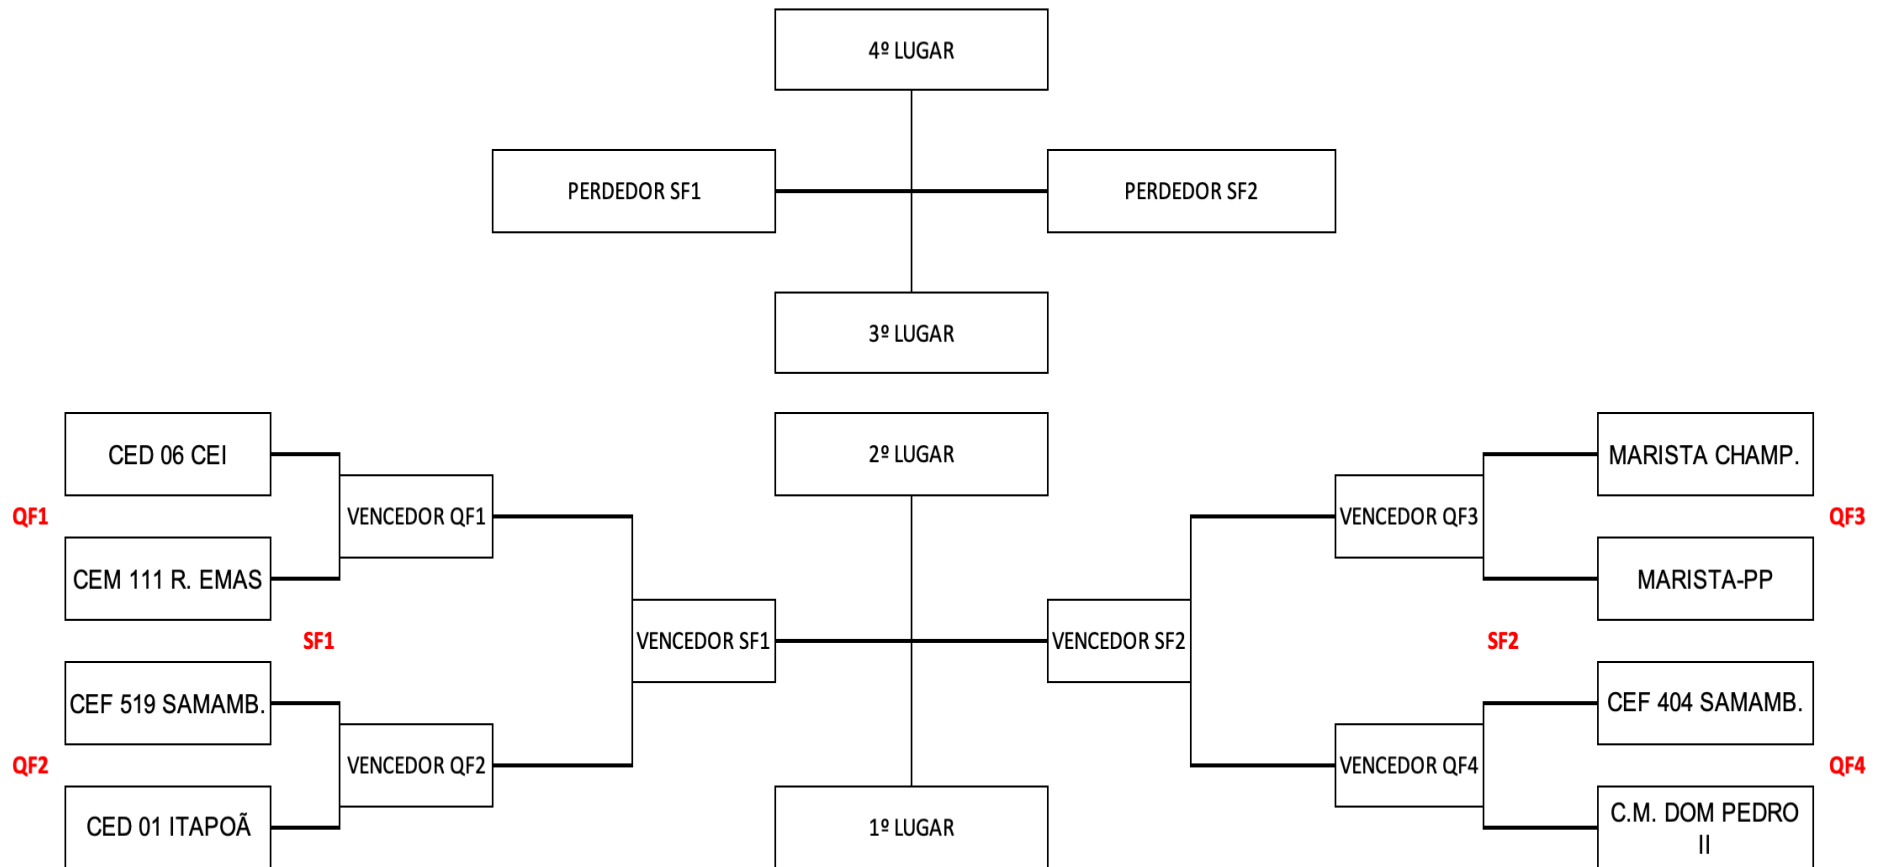 4º LUGAR
PERDEDOR SF1
PERDEDOR SF2
3º LUGAR
CED 06 CEI
2º LUGAR
MARISTA CHAMP.
QF1
VENCEDOR QF1
VENCEDOR QF3
QF3
CEM 111 R. EMAS
MARISTA-PP
SF1
VENCEDOR SF1
VENCEDOR SF2
SF2
CEF 519 SAMAMB.
CEF 404 SAMAMB.
QF2
VENCEDOR QF2
VENCEDOR QF4
QF4
CED 01 ITAPOÃ
1º LUGAR
C.M. DOM PEDRO
II